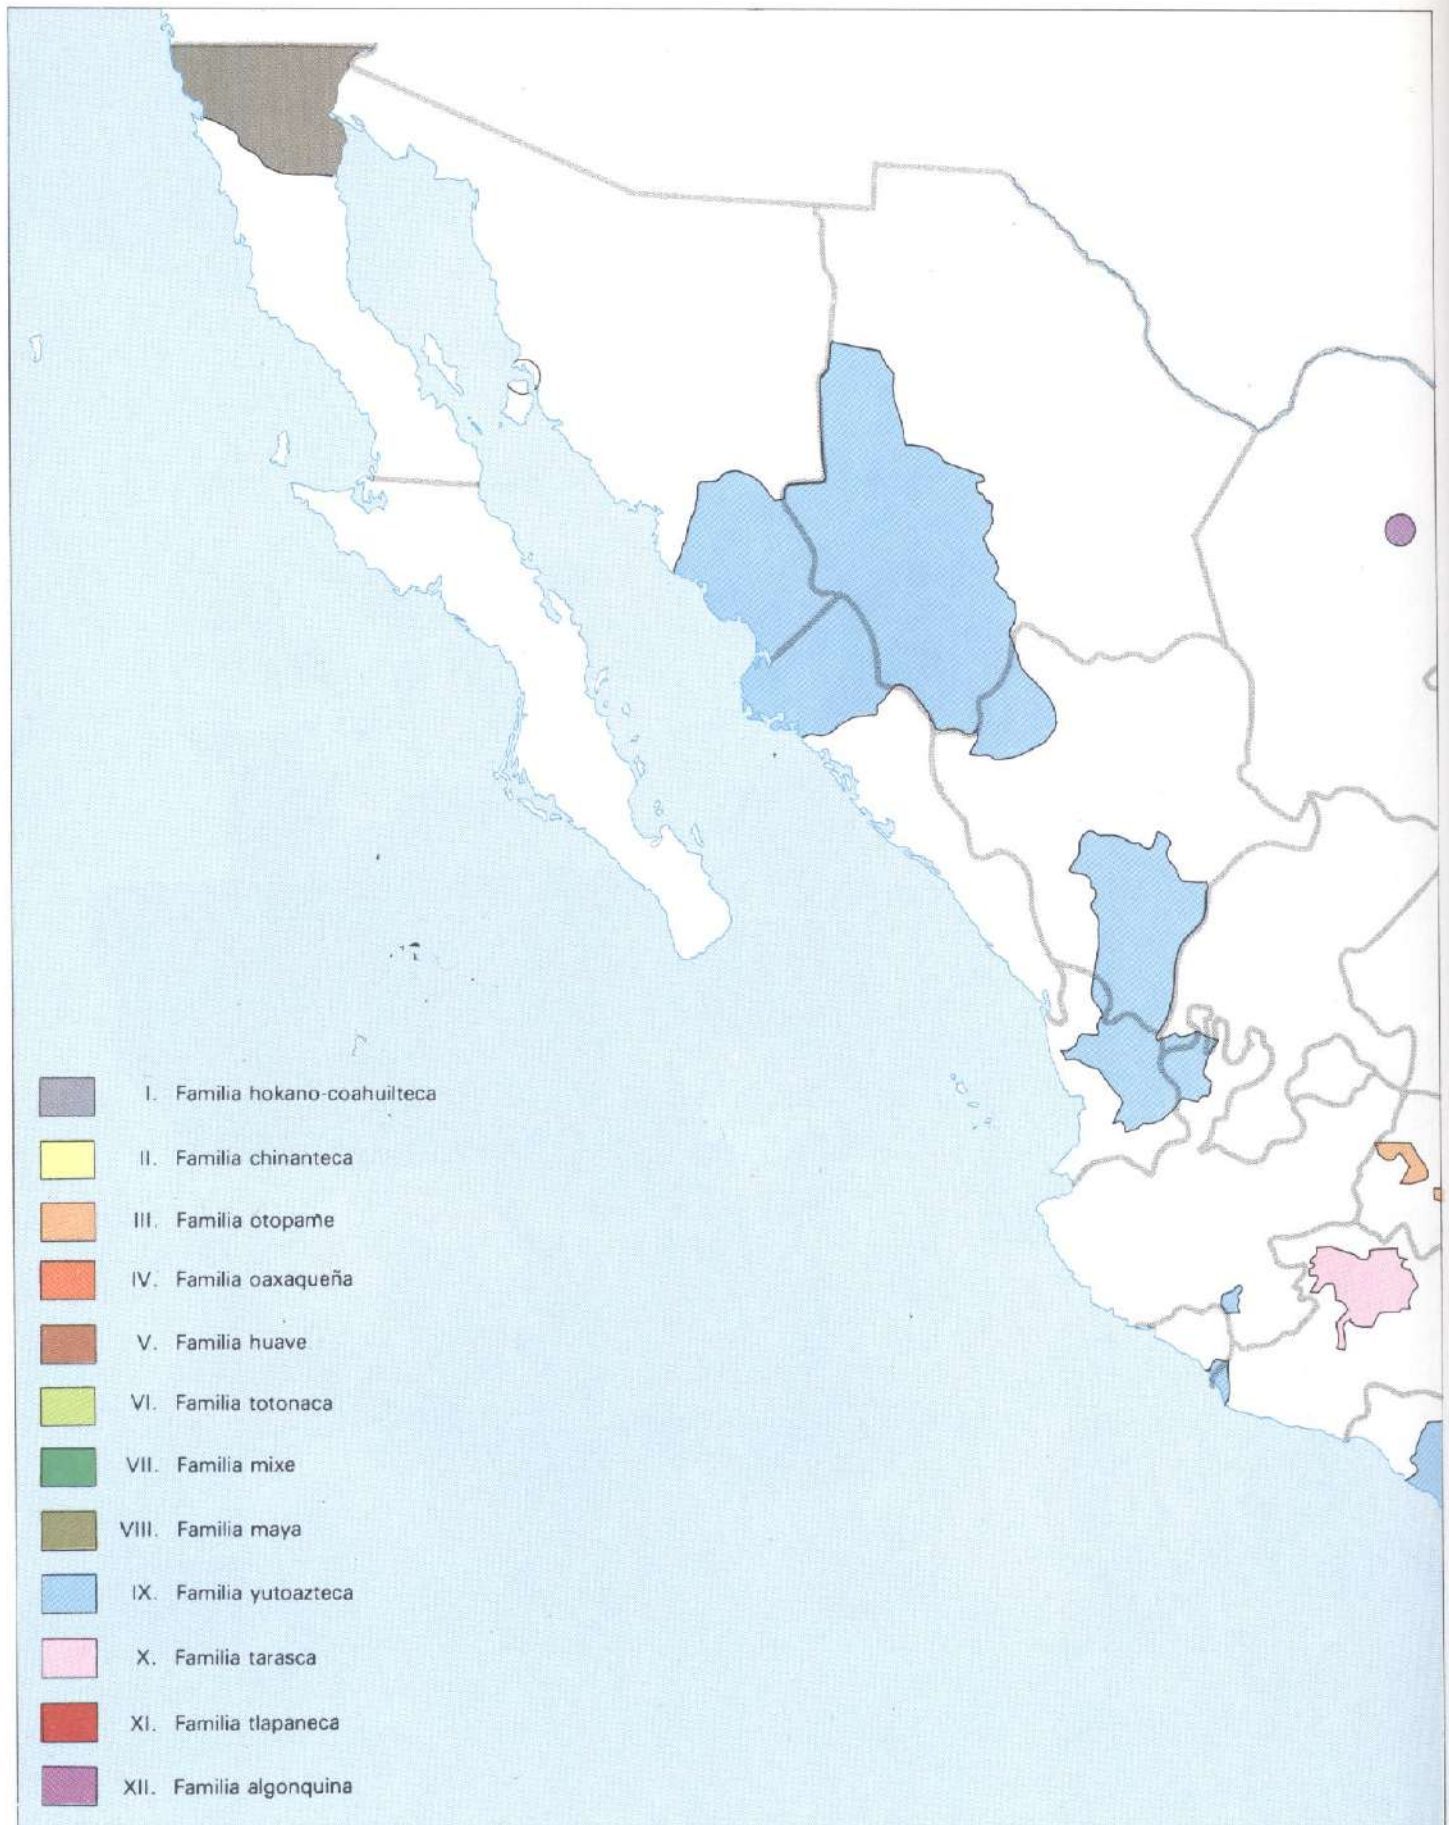 I. Familia hokano-coahuilteca
II. Familia chinanteca
III. Familia otopame
IV. Familia oaxaqueña
V. Familia huave
VI. Familia totonaca
VII. Familia mixe
VIII. Familia maya
IX. Familia yutoazteca
X. Familia tarasca
XI. Familia tlapaneca
XII. Familia algonquina